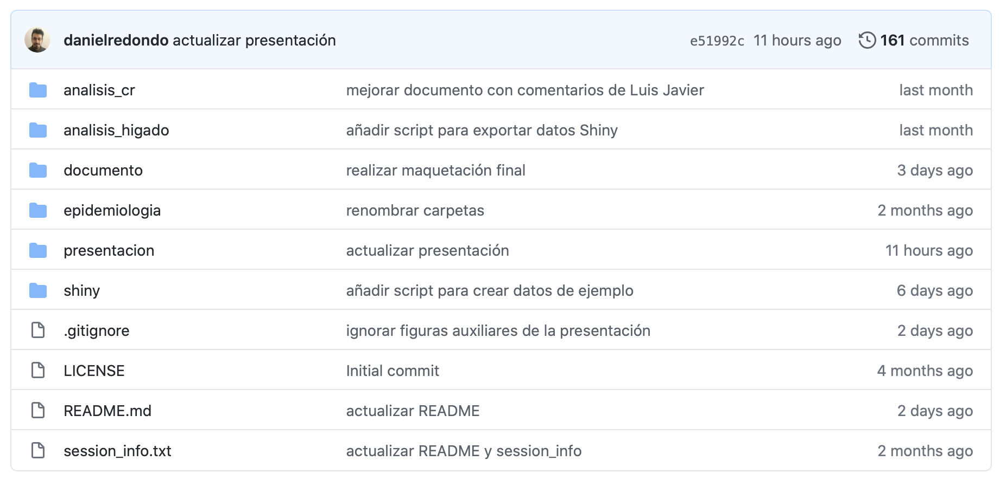 danielredondo actualizar presentación e51992c 11 hours ago 161 commits
analisis_cr mejorar documento con comentarios de Luis Javier last month
analisis_higado añadir script para exportar datos Shiny last month
documento realizar maquetación final 3 days ago
epidemiologia renombrar carpetas 2 months ago
presentacion actualizar presentación 11 hours ago
shiny añadir script para crear datos de ejemplo 6 days ago
.gitignore ignorar figuras auxiliares de la presentación 2 days ago
LICENSE Initial commit 4 months ago
README.md actualizar README 2 days ago
session_info.txt actualizar README y session_info 2 months ago